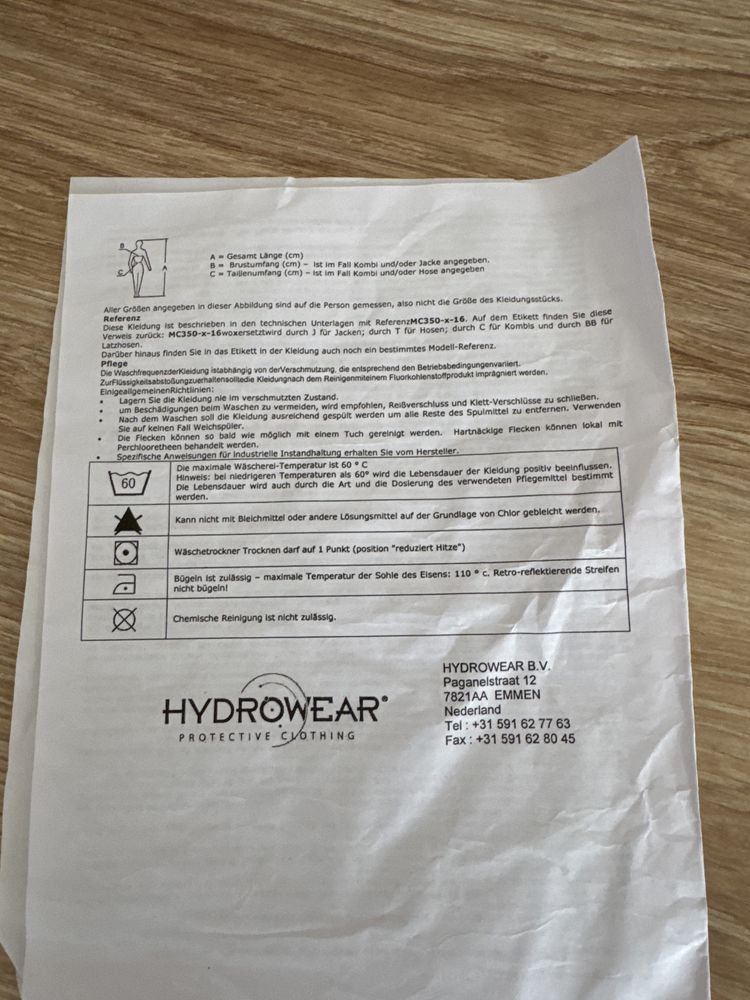 B
A
C
A = Gesamt Länge (cm)
B = Brustumfang (cm) – Ist im Fall Kombi und/oder Jacke angegeben.
C = Taillenumfang (cm) – Ist im Fall Kombi und/oder Hose angegeben
Aller Größen angegeben in dieser Abbildung sind auf die Person gemessen, also nicht die Größe des Kleidungsstücks.
Referenz
Diese Kleidung ist beschrieben in den technischen Unterlagen mit ReferenzMC350-x-16. Auf dem Etikett finden Sie diese
Verweis zurück: MC350-x-16woxersetztwird durch J für Jacken; durch T für Hosen; durch C für Kombis und durch BB für
Latzhosen.
Darüber hinaus finden Sie in das Etikett in der Kleidung auch noch ein bestimmtes Modell-Referenz.
Pflege
Die WaschfrequenzderKleidung istabhängig von derVerschmutzung, die entsprechend den Betriebsbedingungenvariiert.
ZurFlüssigkeitsabstoßungzuerhaltensolltedie Kleidungnach dem Reinigenmiteinem Fluorkohlenstoffprodukt imprägniert werden.
EinigeallgemeinenRichtlinien:
• Lagern Sie die Kleidung nie im verschmutzten Zustand.
• um Beschädigungen beim Waschen zu vermeiden, wird empfohlen, Reißverschluss und Klett-Verschlüsse zu schließen.
• Nach dem Waschen soll die Kleidung ausreichend gespült werden um alle Reste des Spulmittel zu entfernen. Verwenden
Sie auf keinen Fall Weichspüler.
• Die Flecken können so bald wie möglich mit einem Tuch gereinigt werden. Hartnäckige Flecken können lokal mit
Perchlooretheen behandelt werden.
• Spezifische Anweisungen für industrielle Instandhaltung erhalten Sie vom Hersteller.
60
Die maximale Wäscherei-Temperatur ist 60 ° C
Hinweis: bei niedrigeren Temperaturen als 60° wird die Lebensdauer der Kleidung positiv beeinflussen.
Die Lebensdauer wird auch durch die Art und die Dosierung des verwendeten Pflegemittel bestimmt
werden.
Kann nicht mit Bleichmittel oder andere Lösungsmittel auf der Grundlage von Chlor gebleicht werden.
Wäschetrockner Trocknen darf auf 1 Punkt (position "reduziert Hitze")
Bügeln ist zulässig – maximale Temperatur der Sohle des Eisens: 110 ° c. Retro-reflektierende Streifen
nicht bügeln!
Chemische Reinigung ist nicht zulässig.
HYDROWEAR®
PROTECTIVE CLOTHING
HYDROWEAR B.V.
Paganelstraat 12
7821AA EMMEN
Nederland
Tel : +31 591 62 77 63
Fax : +31 591 62 80 45